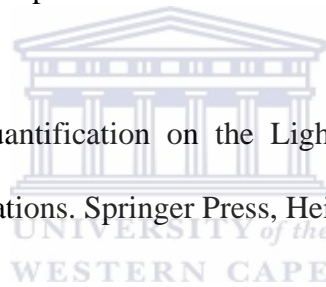 uantification on the Ligh
ations. Springer Press, Hei
UNIVERSITY of the
WESTERN CAPE